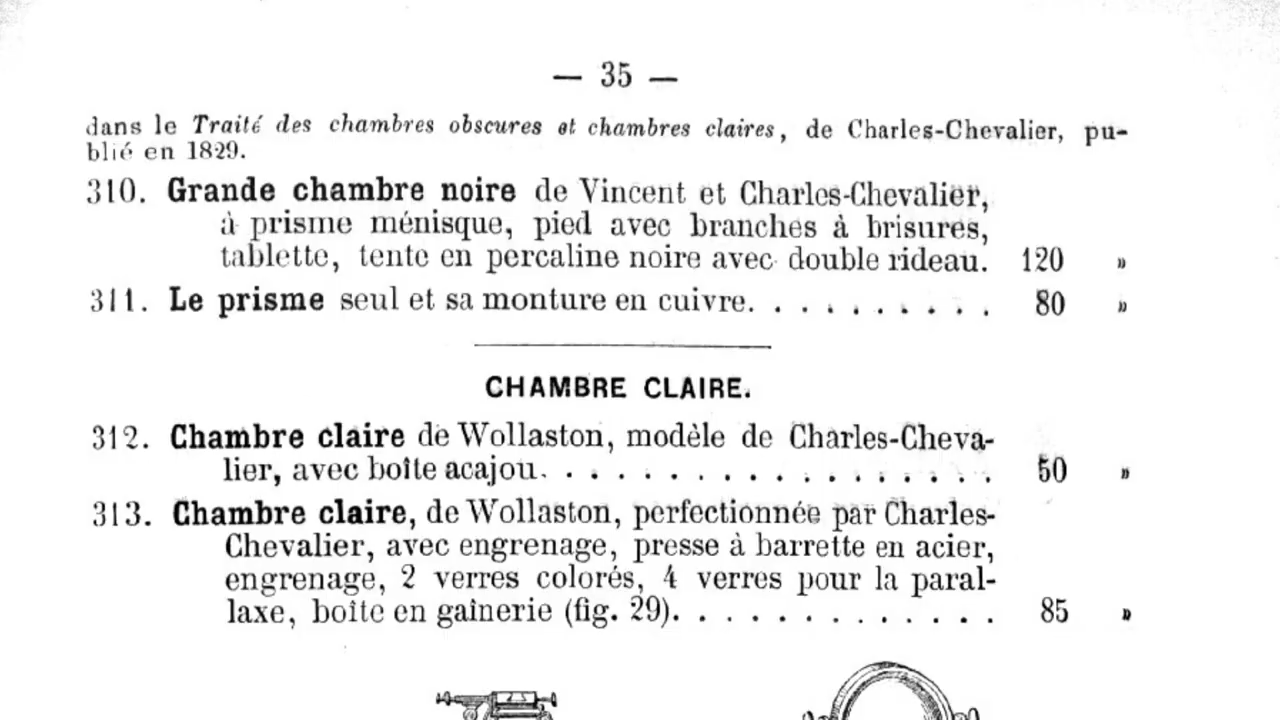 — 35 —
dans le Traité des chambres obscures et chambres claires, de Charles-Chevalier, pu-
blié en 1829.
310. Grande chambre noire de Vincent et Charles-Chevalier,
à prisme ménisque, pied avec branches à brisures,
tablette, tente en percaline noire avec double rideau. 120 »
311. Le prisme seul et sa monture en cuivre. . . . . . . . . . 80 »
CHAMBRE CLAIRE.
312. Chambre claire de Wollaston, modèle de Charles-Cheva-
lier, avec boîte acajou. . . . . . . . . . . . . . . . . . . 50 »
313. Chambre claire, de Wollaston, perfectionnée par Charles-
Chevalier, avec engrenage, presse à barrette en acier,
engrenage, 2 verres colorés, 4 verres pour la paral-
laxe, boîte en gaînerie (fig. 29). . . . . . . . . . . . . 85 »